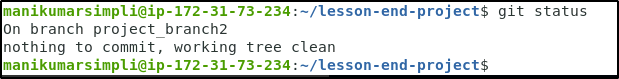 manikumarsimpli@ip-172-31-73-234:~/lesson-end-project$ git status
On branch project_branch2
nothing to commit, working tree clean
manikumarsimpli@ip-172-31-73-234:~/lesson-end-project$